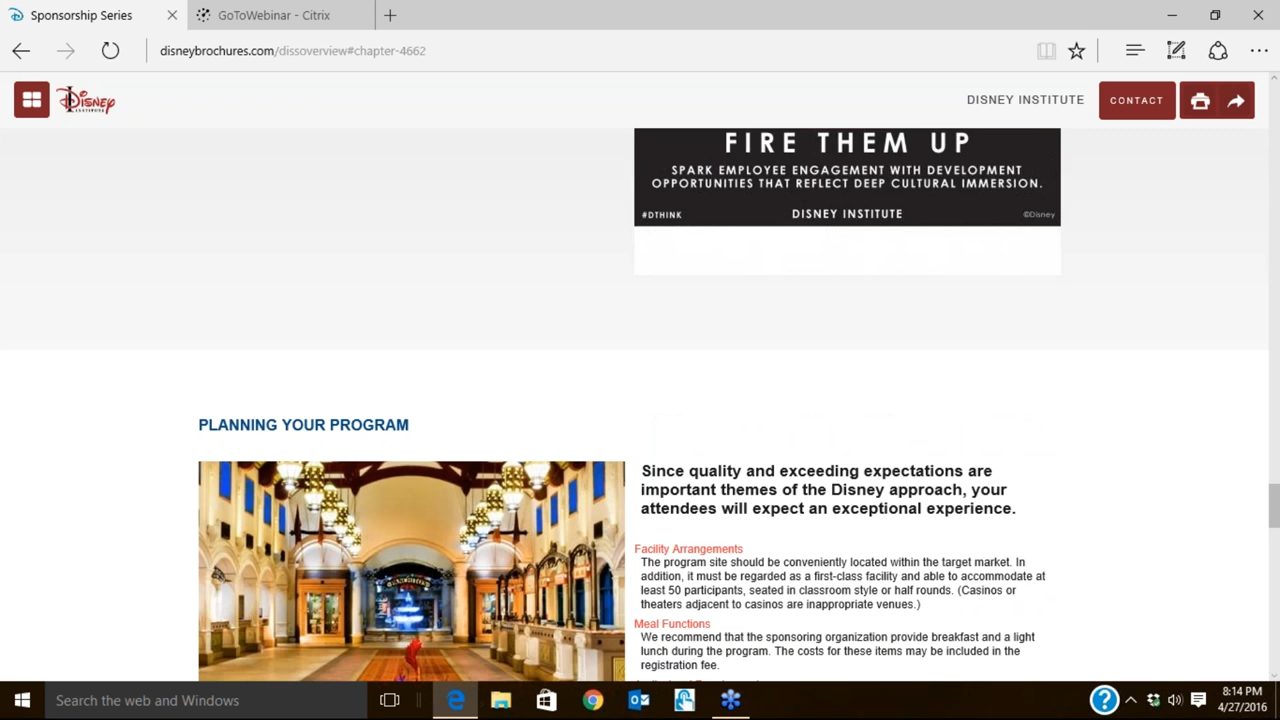 Sponsorship Series
GoToWebinar - Citrix
disneybrochures.com/dissoverview#chapter-4662
DISNEY INSTITUTE
DISNEY INSTITUTE
CONTACT
FIRE THEM UP
SPARK EMPLOYEE ENGAGEMENT WITH DEVELOPMENT
OPPORTUNITIES THAT REFLECT DEEP CULTURAL IMMERSION.
#DTHINK DISNEY INSTITUTE ©Disney
PLANNING YOUR PROGRAM
Since quality and exceeding expectations are
important themes of the Disney approach, your
attendees will expect an exceptional experience.
Facility Arrangements
The program site should be conveniently located within the target market. In
addition, it must be regarded as a first-class facility and able to accommodate at
least 50 participants, seated in classroom style or half rounds. (Casinos or
theaters adjacent to casinos are inappropriate venues.)
Meal Functions
We recommend that the sponsoring organization provide breakfast and a light
lunch during the program. The costs for these items may be included in the
registration fee.
Search the web and Windows
8:14 PM
4/27/2016